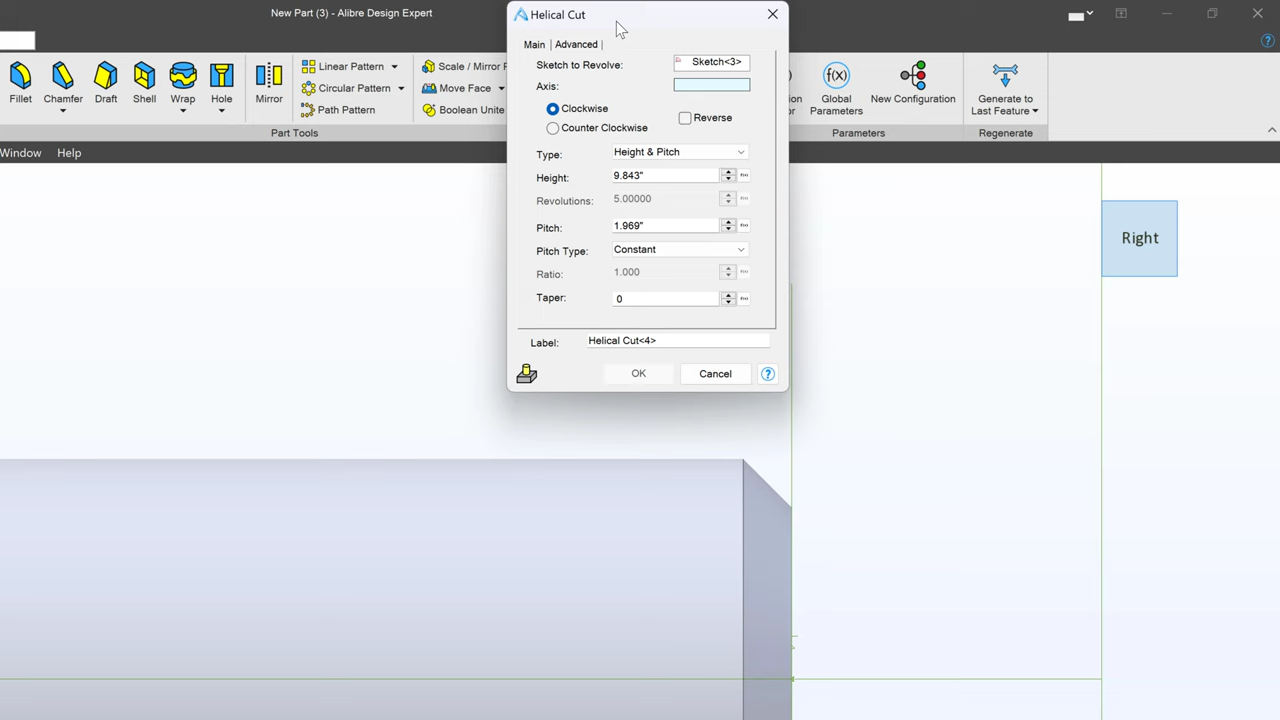 New Part (3) - Alibre Design Expert
Fillet
Chamfer
Draft
Shell
Wrap
Hole
Mirror
Linear Pattern
Circular Pattern
Path Pattern
Scale / Mirror
Move Face
Boolean Unite
Part Tools
f(x)
Global
Parameters
New Configuration
Parameters
Generate to
Last Feature
Regenerate
Window Help
Helical Cut
Main Advanced
Sketch to Revolve: Sketch<3>
Axis:
Clockwise
Counter Clockwise
Reverse
Type: Height & Pitch
Height: 9.843"
Revolutions: 5.00000
Pitch: 1.969"
Pitch Type: Constant
Ratio: 1.000
Taper: 0
Label: Helical Cut<4>
OK Cancel ?
Right